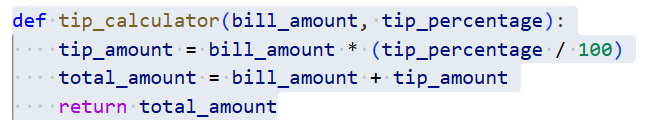 def tip_calculator(bill_amount, tip_percentage):
    tip_amount = bill_amount * (tip_percentage / 100)
    total_amount = bill_amount + tip_amount
    return total_amount